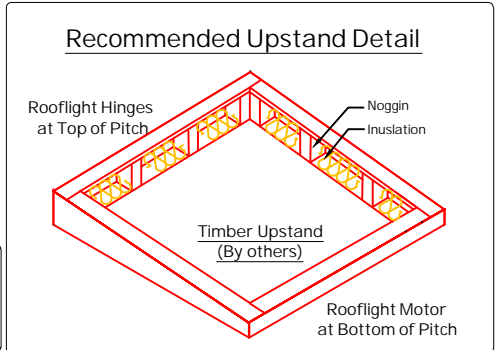 Recommended Upstand Detail
Rooflight Hinges
at Top of Pitch
Noggin
Inuslation
Timber Upstand
(By others)
Rooflight Motor
at Bottom of Pitch